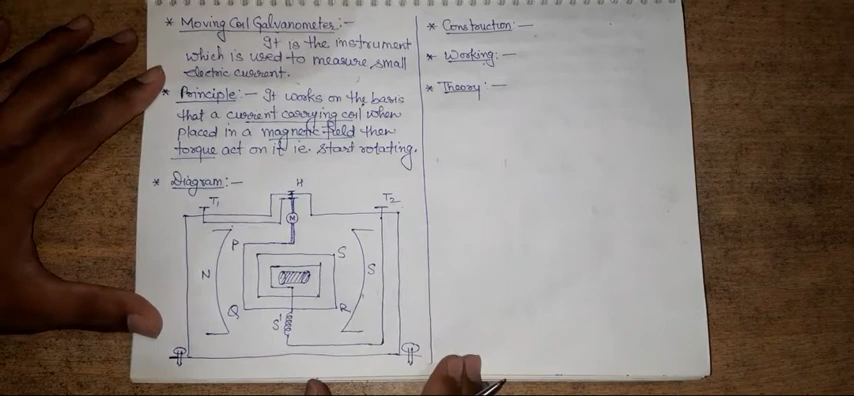 * Moving Coil Galvanometer:-
It is the instrument
which is used to measure small
electric current.
* Principle:- It works on the basis
that a current carrying coil when
placed in a magnetic field then
torque act on it i.e. start rotating.
* Diagram:-
H
T1
T2
M
P
S
N
S
Q
R
S'
* Construction:-
* Working:-
* Theory:-